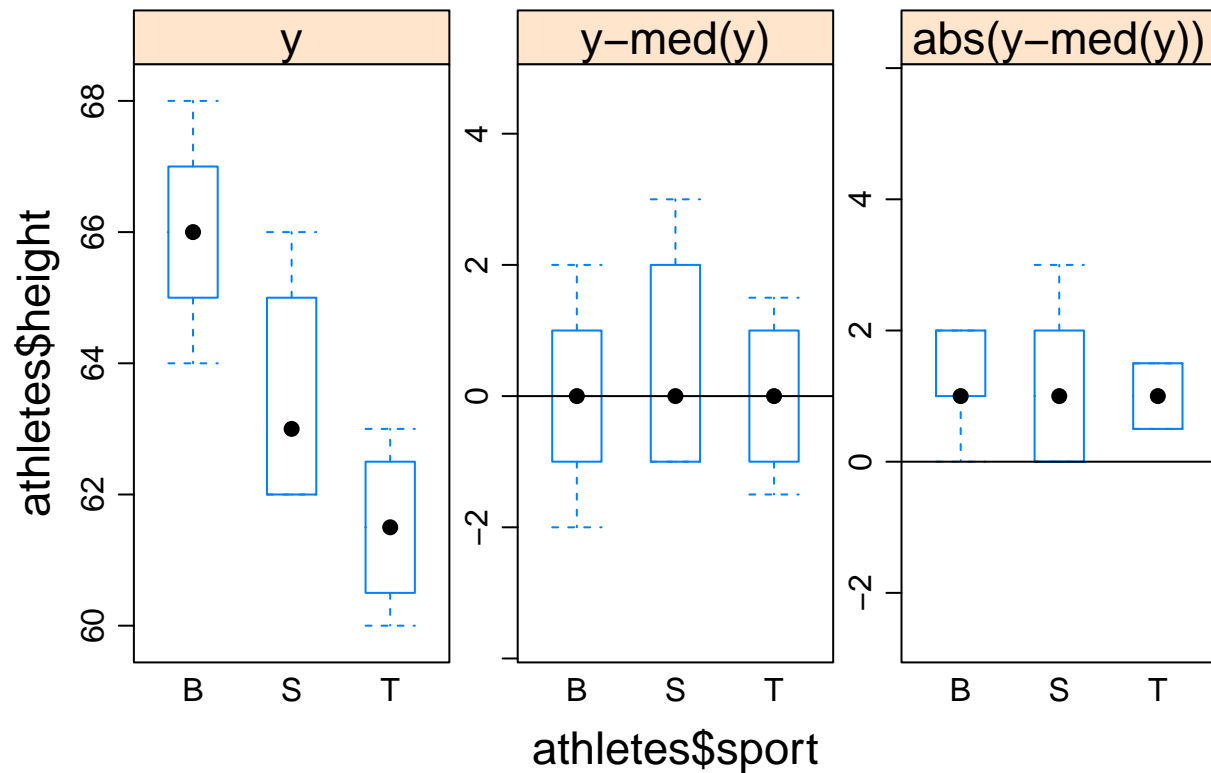 y
y−med(y)
abs(y−med(y))
athletes$height
68
66
64
62
60
4
2
0
−2
4
2
0
−2
B S T
B S T
B S T
athletes$sport